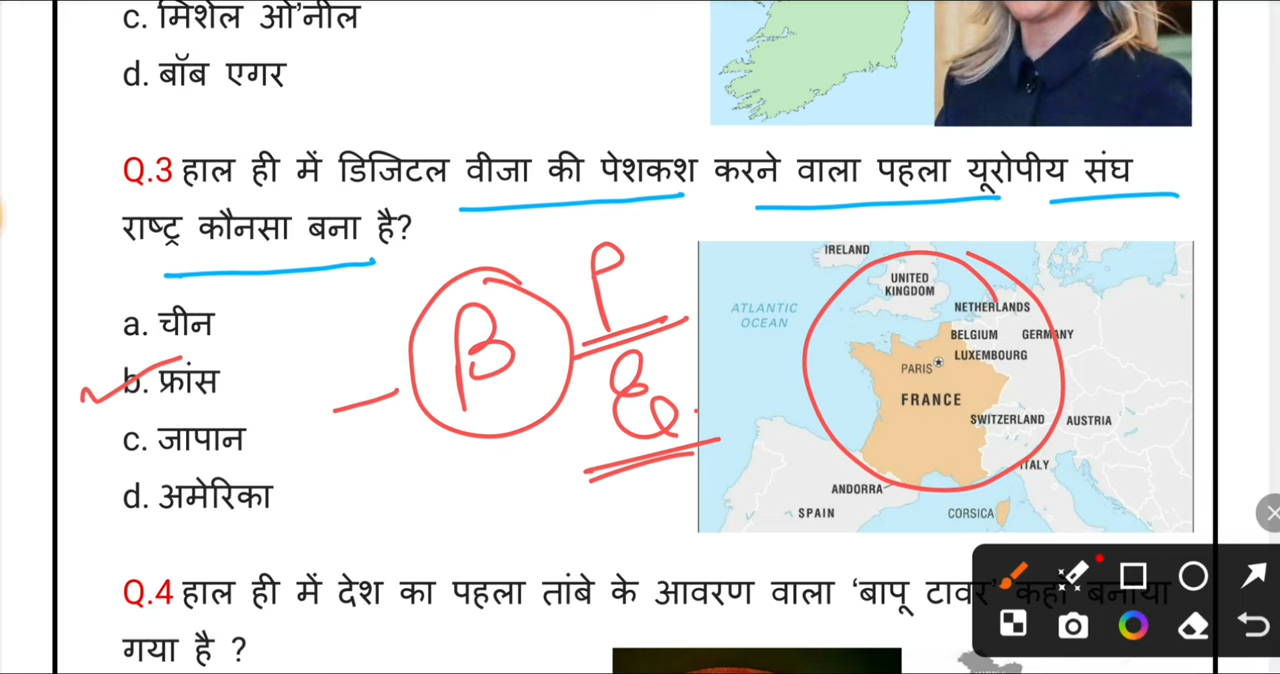 c. मिशेल ओ'नील
d. बॉब एगर
Q.3 हाल ही में डिजिटल वीजा की पेशकश करने वाला पहला यूरोपीय संघ
राष्ट्र कौनसा बना है?
a. चीन
b. फ्रांस
c. जापान
d. अमेरिका
B
P
&
Q
IRELAND
UNITED
KINGDOM
ATLANTIC
OCEAN
NETHERLANDS
BELGIUM
GERMANY
LUXEMBOURG
PARIS
FRANCE
SWITZERLAND
AUSTRIA
ITALY
ANDORRA
SPAIN
CORSICA
Q.4 हाल ही में देश का पहला तांबे के आवरण वाला 'बापू टावर' कहाँ बनाया
गया है ?